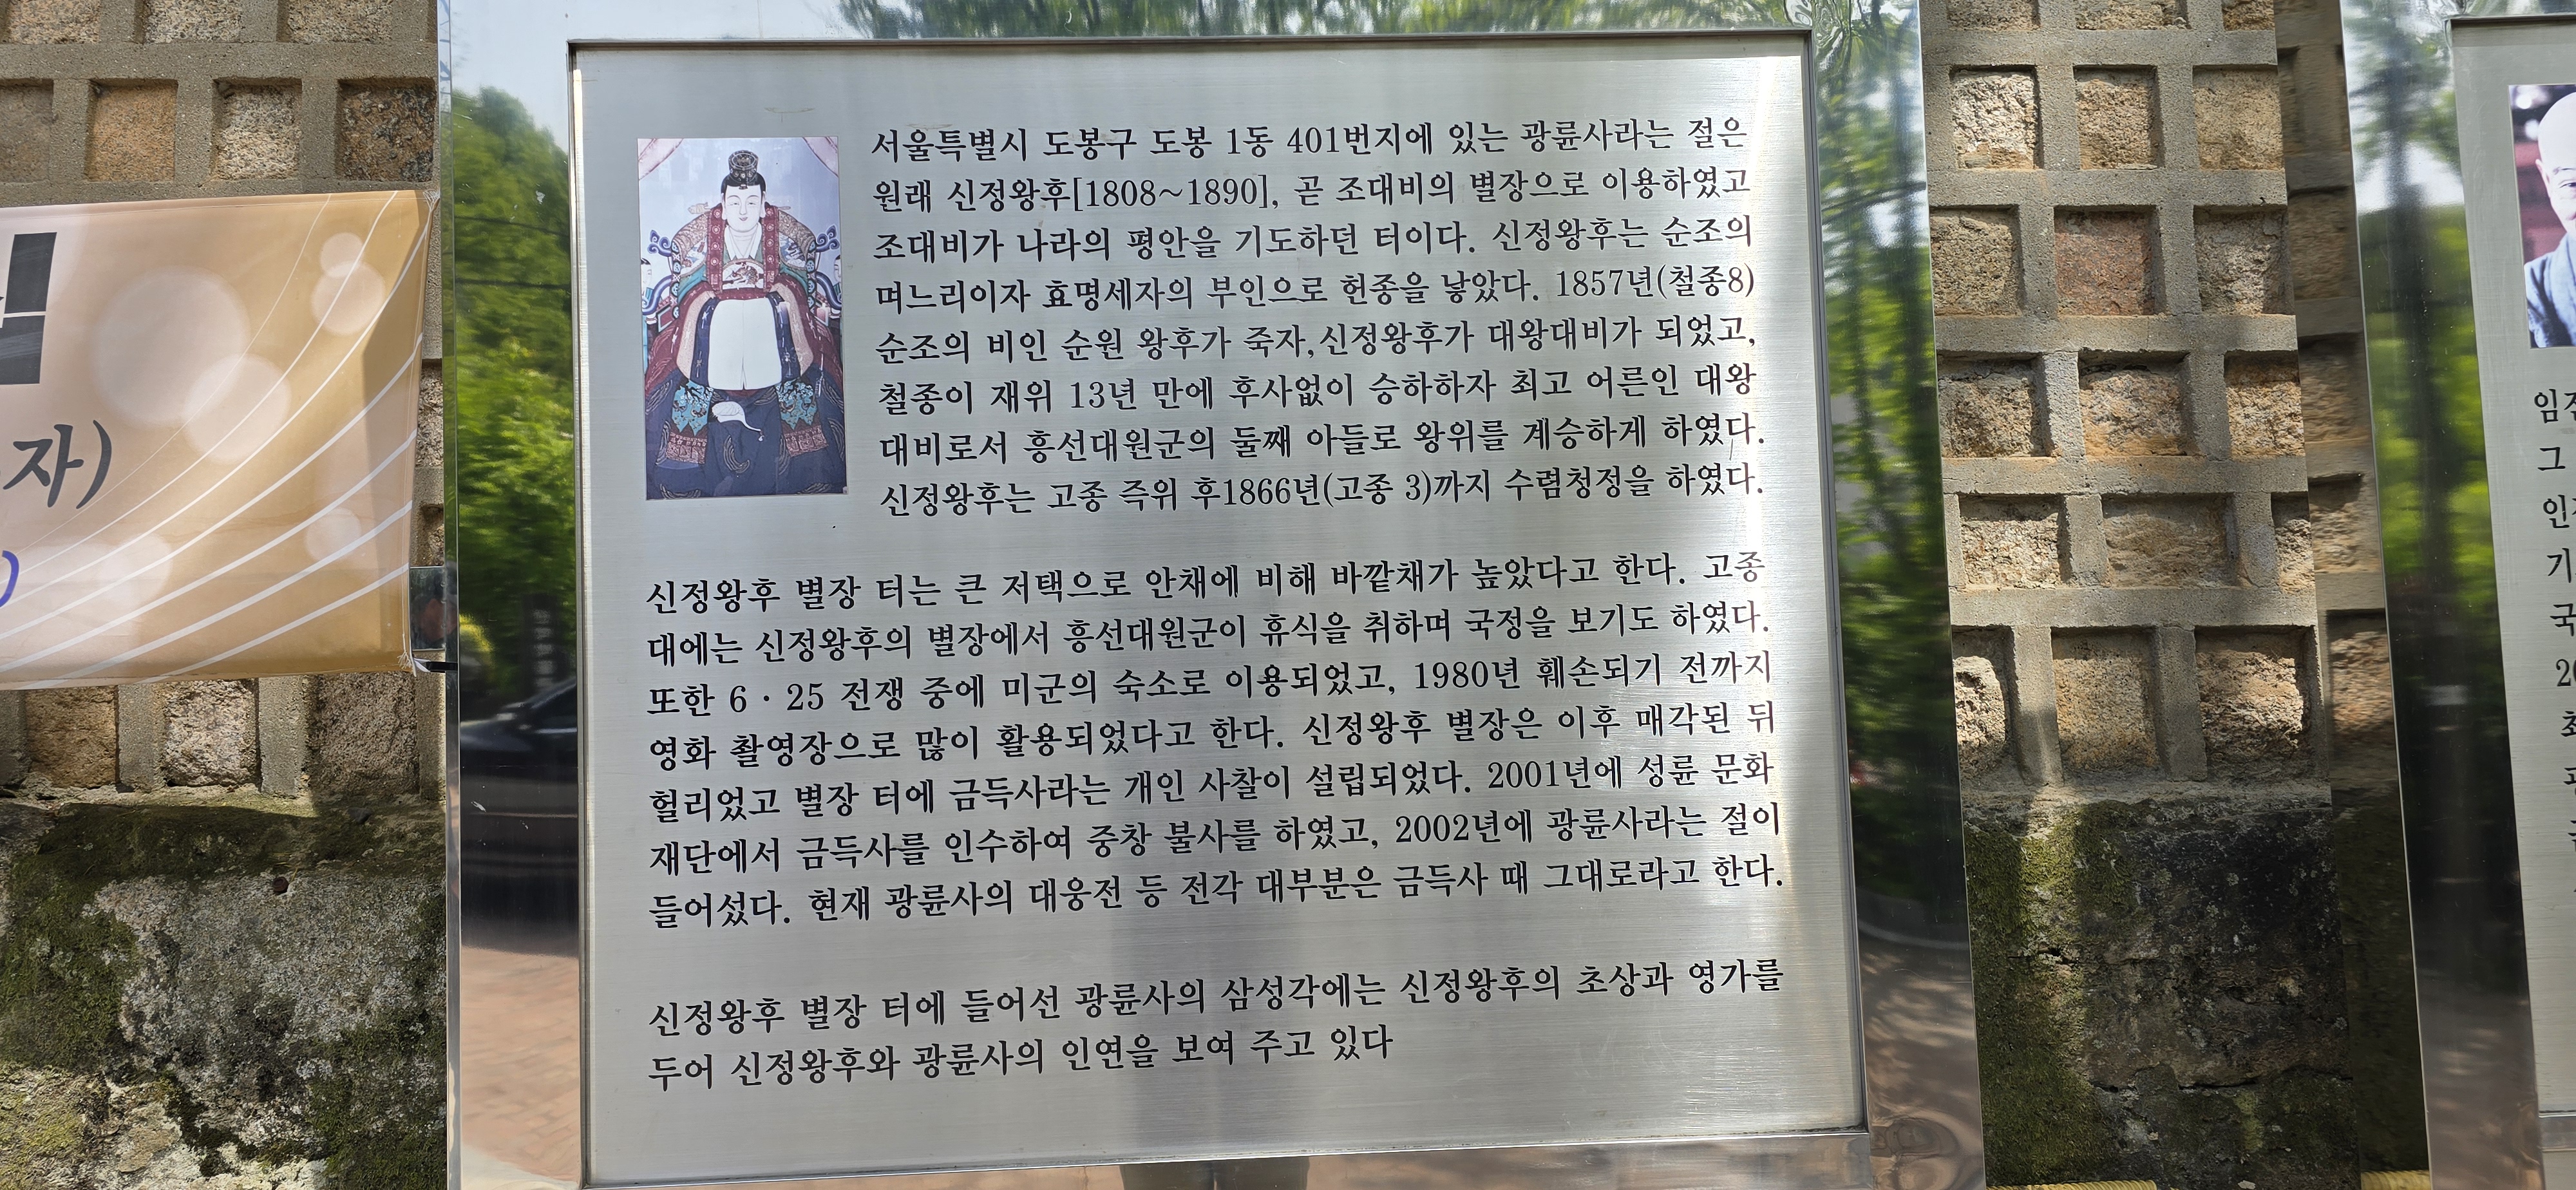 서울특별시 도봉구 도봉 1동 401번지에 있는 광륜사라는 절은
원래 신정왕후[1808~1890], 곧 조대비의 별장으로 이용하였고
조대비가 나라의 평안을 기도하던 터이다. 신정왕후는 순조의
며느리이자 효명세자의 부인으로 헌종을 낳았다. 1857년(철종8)
순조의 비인 순원 왕후가 죽자,신정왕후가 대왕대비가 되었고,
철종이 재위 13년 만에 후사없이 승하하자 최고 어른인 대왕
대비로서 흥선대원군의 둘째 아들로 왕위를 계승하게 하였다.
신정왕후는 고종 즉위 후1866년(고종 3)까지 수렴청정을 하였다.
신정왕후 별장 터는 큰 저택으로 안채에 비해 바깥채가 높았다고 한다. 고종
대에는 신정왕후의 별장에서 흥선대원군이 휴식을 취하며 국정을 보기도 하였다.
또한 6·25 전쟁 중에 미군의 숙소로 이용되었고, 1980년 훼손되기 전까지
영화 촬영장으로 많이 활용되었다고 한다. 신정왕후 별장은 이후 매각된 뒤
헐리었고 별장 터에 금득사라는 개인 사찰이 설립되었다. 2001년에 성륜 문화
재단에서 금득사를 인수하여 중창 불사를 하였고, 2002년에 광륜사라는 절이
들어섰다. 현재 광륜사의 대웅전 등 전각 대부분은 금득사 때 그대로라고 한다.
신정왕후 별장 터에 들어선 광륜사의 삼성각에는 신정왕후의 초상과 영가를
두어 신정왕후와 광륜사의 인연을 보여 주고 있다
자)
그
기
국